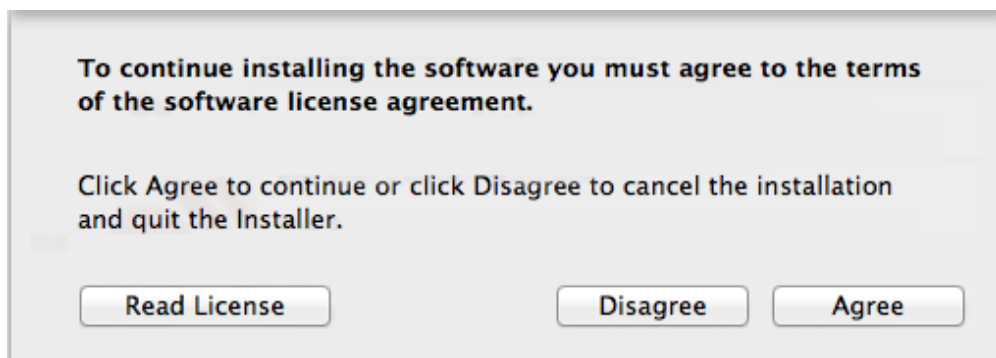 To continue installing the software you must agree to the terms
of the software license agreement.
Click Agree to continue or click Disagree to cancel the installation
and quit the Installer.
Read License Disagree Agree